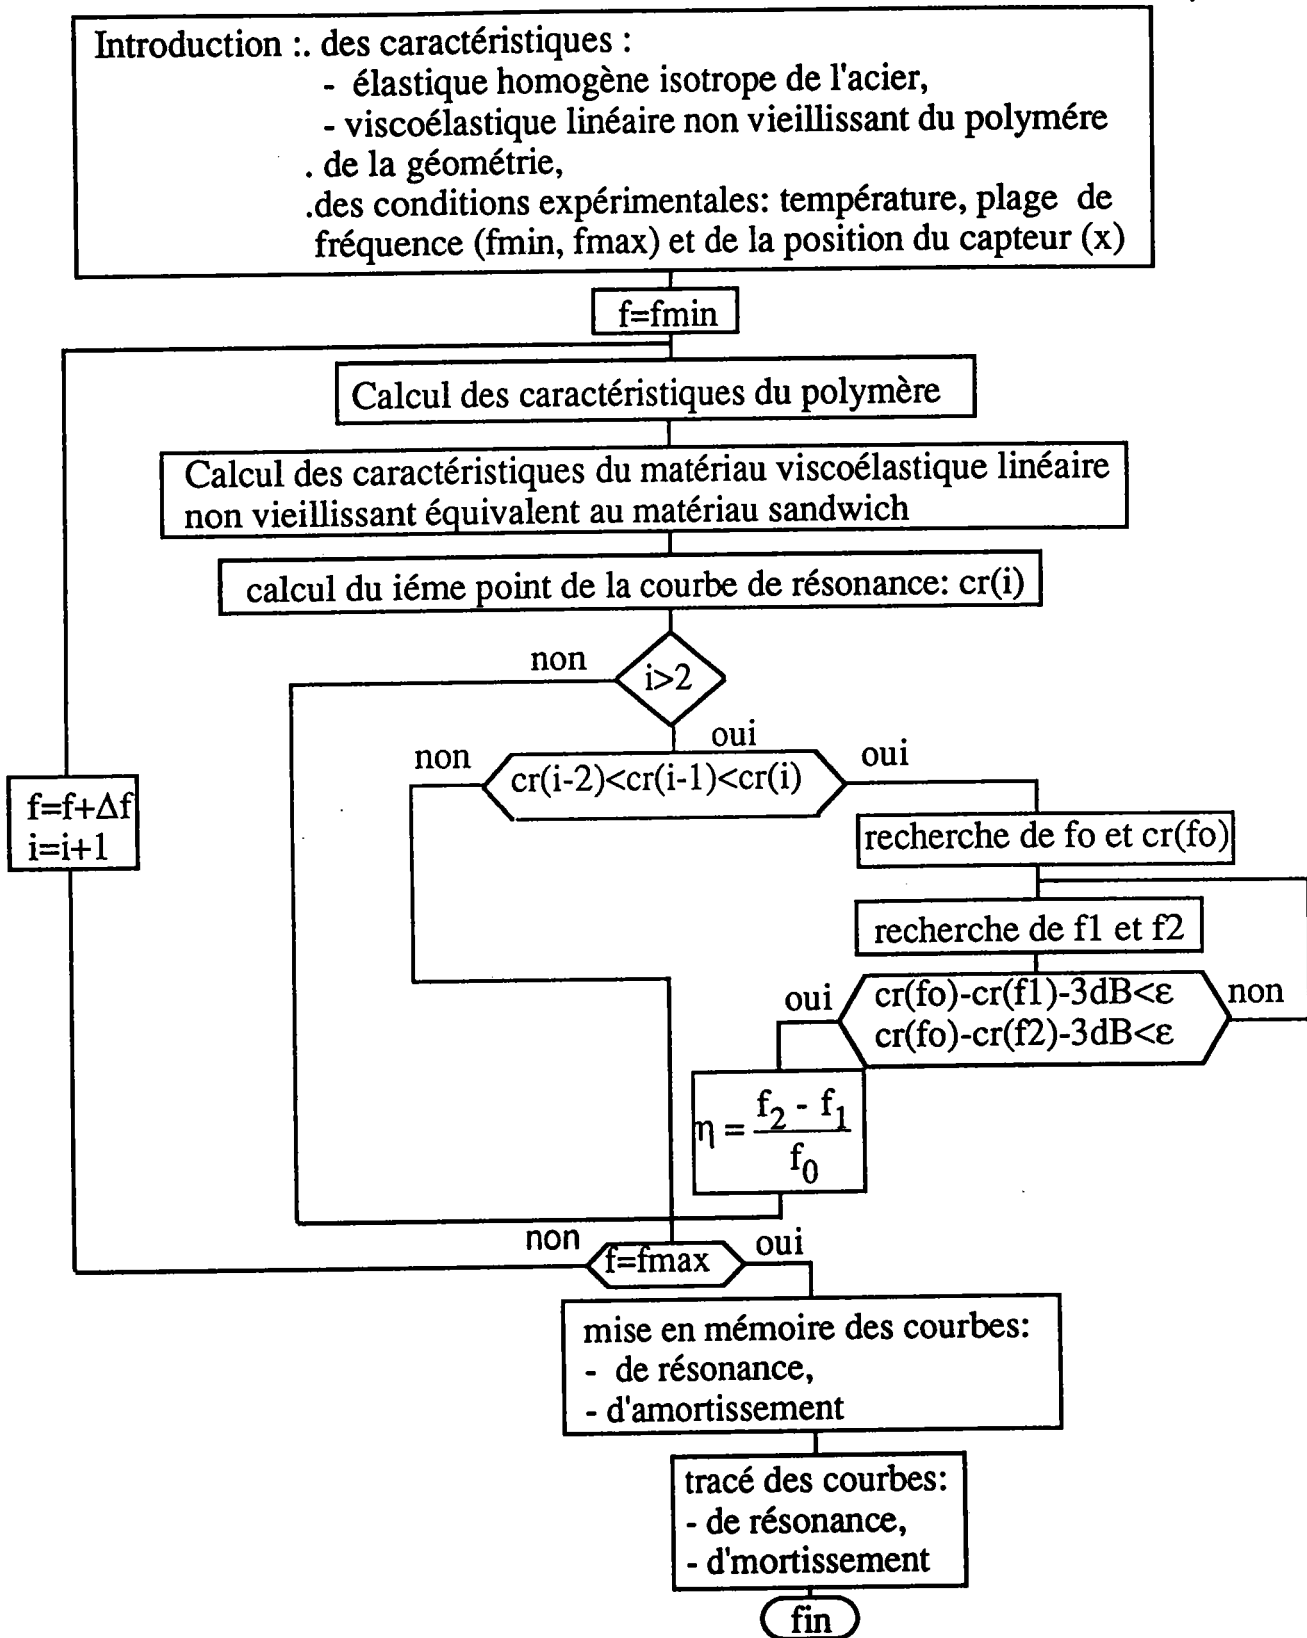 Introduction :. des caractéristiques :
- élastique homogène isotrope de l'acier,
- viscoélastique linéaire non vieillissant du polymére
. de la géométrie,
.des conditions expérimentales: température, plage de
fréquence (fmin, fmax) et de la position du capteur (x)
f=fmin
Calcul des caractéristiques du polymère
Calcul des caractéristiques du matériau viscoélastique linéaire
non vieillissant équivalent au matériau sandwich
calcul du iéme point de la courbe de résonance: cr(i)
non
i>2
oui
non
cr(i-2)<cr(i-1)<cr(i)
oui
f=f+Δf
i=i+1
recherche de fo et cr(fo)
recherche de f1 et f2
oui
cr(fo)-cr(f1)-3dB<ε
cr(fo)-cr(f2)-3dB<ε
non
η = (f₂ - f₁)/f₀
non
f=fmax
oui
mise en mémoire des courbes:
- de résonance,
- d'amortissement
tracé des courbes:
- de résonance,
- d'mortissement
fin